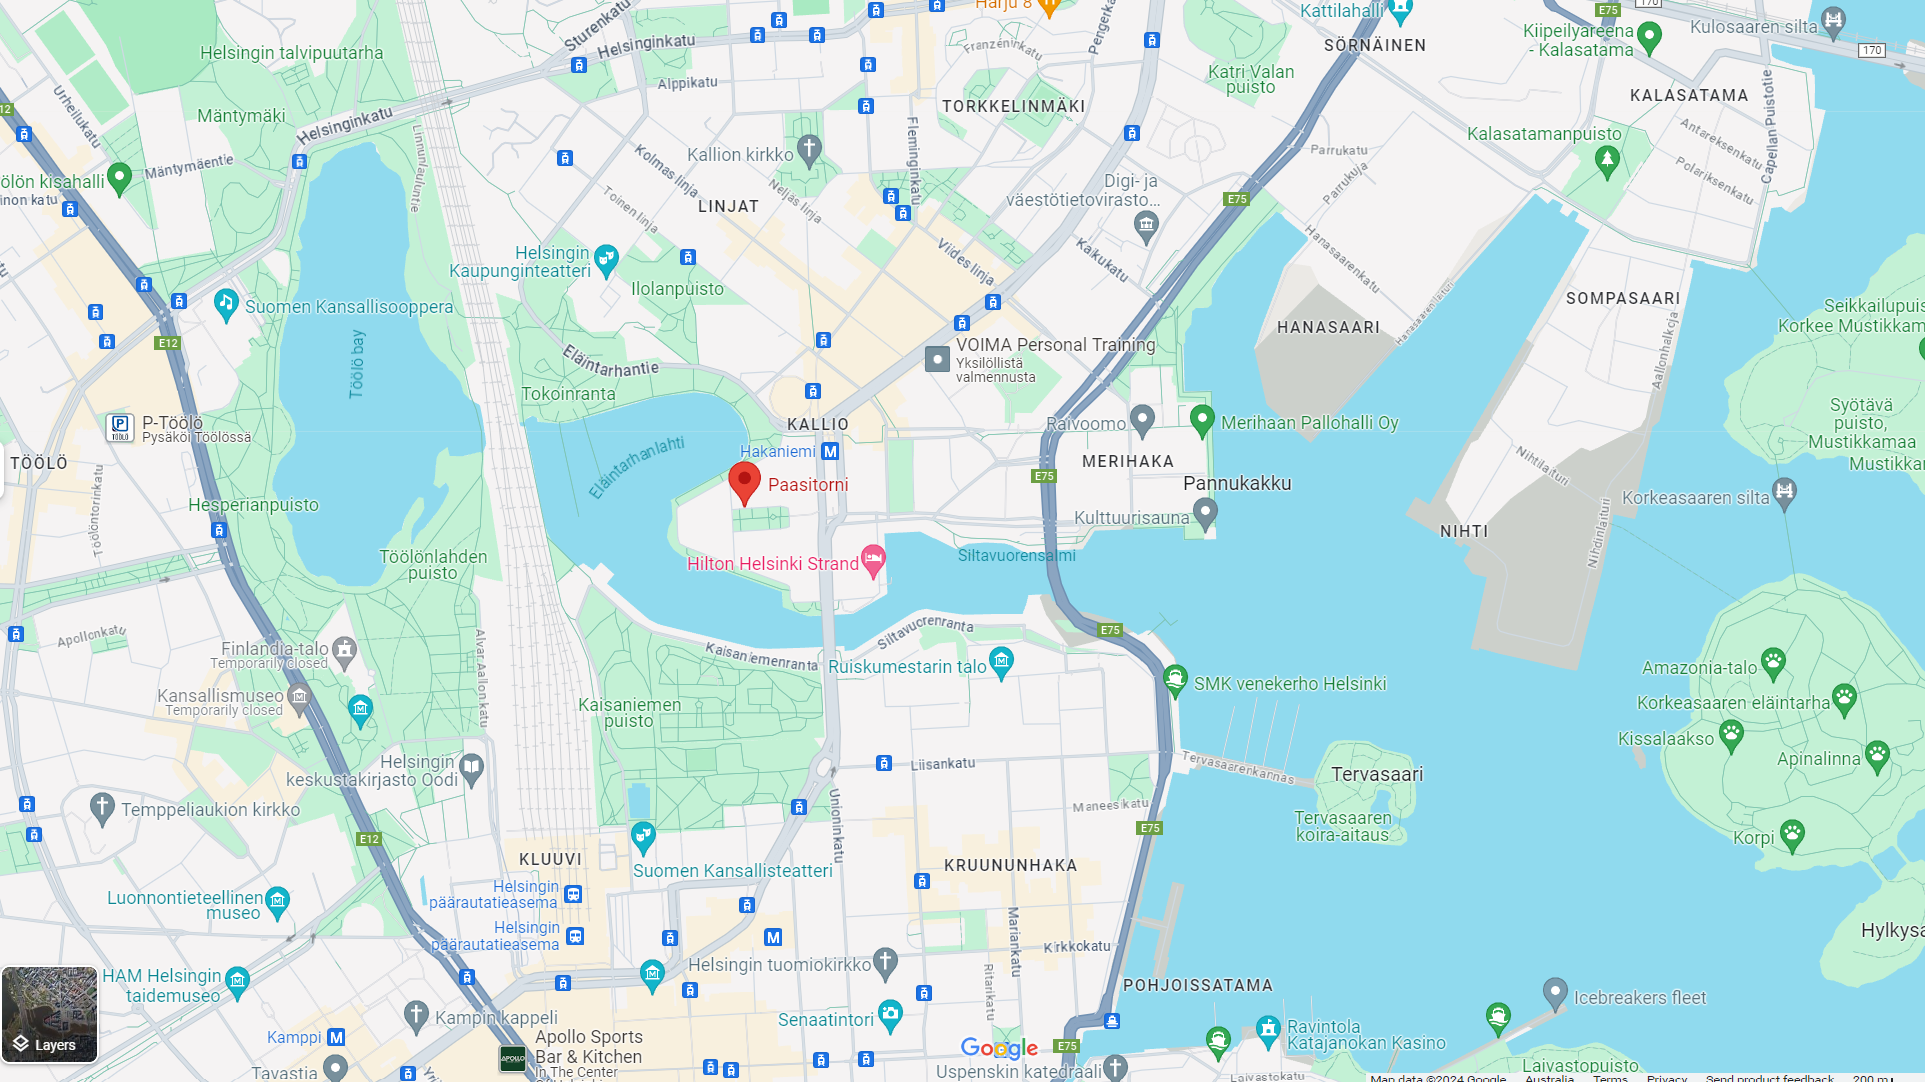 Harju 8
Kattilahalli
E75
170
Kulosaaren silta
Kiipeilyareena
- Kalasatama
Sturenkatu
Helsinginkatu
Franzéninkatu
SÖRNÄINEN
170
Helsingin talvipuutarha
Alppikatu
Katri Valan
puisto
KALASATAMA
Capellan Puistotie
Urheilukatu
E12
Mäntymäki
Helsinginkatu
TORKKELINMÄKI
Kalasatamanpuisto
Antareksenkatu
Linnunlauluntie
Kolmas linja
Kallion kirkko
Fleminginkatu
Parrukatu
Polariksenkatu
Mäntymäentie
Parrukuja
Toinen linja
Neljäs linja
Digi- ja
väestötietovirasto...
LINJAT
E75
Helsingin
Kaupunginteatteri
Viides linja
Kaikukatu
Hanasaarenkatu
Ilolanpuisto
Hanasaarenlaituri
SOMPASAARI
Suomen Kansallisooppera
HANASAARI
Aallonhalkoja
E12
Töölö bay
Eläintarhantie
VOIMA Personal Training
Yksilöllistä
valmennusta
Tokoinranta
P-Töölö
Pysäköi Töölössä
TÖÖLÖ
KALLIO
Raivoomo
Merihaan Pallohalli Oy
Syötävä
puisto,
Mustikkamaa
Hakaniemi
Eläintarhanlahti
MERIHAKA
Nihtilaituri
Töölöntorinkatu
E75
Paasitorni
Pannukakku
Hesperianpuisto
Korkeasaaren silta
Kulttuurisauna
NIHTI
Nihdinlaituri
Töölönlahden
puisto
Hilton Helsinki Strand
Siltavuorensalmi
Apollonkatu
Siltavuorenranta
E75
Finlandia-talo
Temporarily closed
Alvar Aallon katu
Kaisaniemenranta
Ruiskumestarin talo
Amazonia-talo
SMK venekerho Helsinki
Kansallismuseo
Temporarily closed
Kaisaniemen
puisto
Korkeasaaren eläintarha
Kissalaakso
Helsingin
keskustakirjasto Oodi
Liisankatu
Tervasaarenkannas
Tervasaari
Apinalinna
Temppeliaukion kirkko
Unioninkatu
Maneesikatu
Tervasaaren
koira-aitaus
E12
E75
Korpi
KLUUVI
Suomen Kansallisteatteri
KRUUNUNHAKA
Luonnontieteellinen
museo
Helsingin
päärautatieasema
Helsingin
päärautatieasema
Mariankatu
Kirkkokatu
HAM Helsingin
taidemuseo
Helsingin tuomiokirkko
Ritarikatu
POHJOISSATAMA
Icebreakers fleet
Kampin kappeli
Senaatintori
Ravintola
Katajanokan Kasino
Kamppi
Apollo Sports
Bar & Kitchen
In The Center
Layers
Google
E75
Uspenskin katedraali
Laivastopuisto
Tavastia
Laivastokatu
Map data ©2024 Google
Australia
Terms
Privacy
Send product feedback
200 m